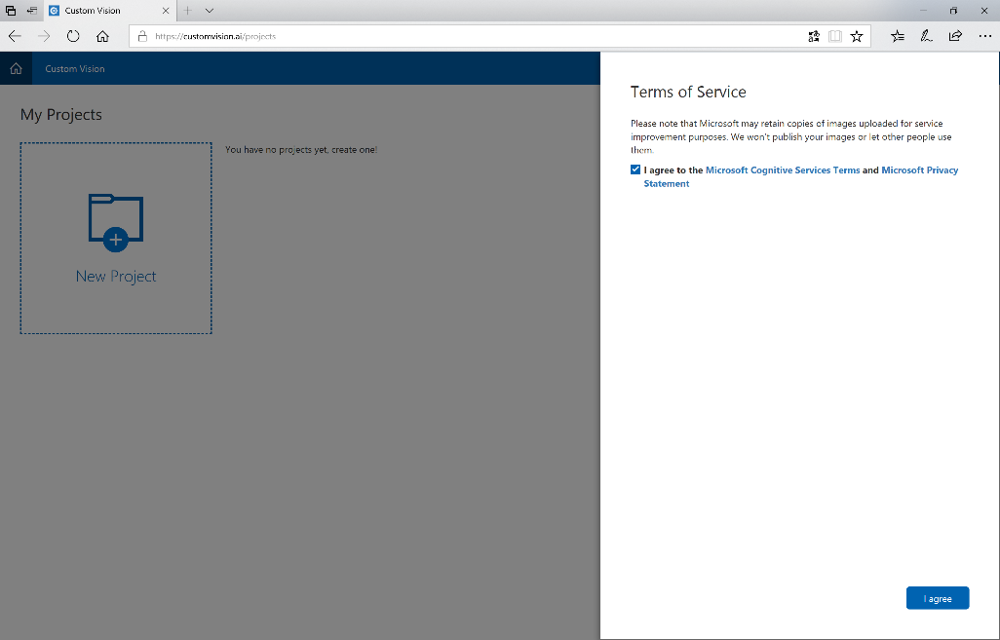 Custom Vision
https://customvision.ai/projects
Custom Vision
My Projects
You have no projects yet, create one!
New Project
Terms of Service
Please note that Microsoft may retain copies of images uploaded for service
improvement purposes. We won't publish your images or let other people use
them.
I agree to the Microsoft Cognitive Services Terms and Microsoft Privacy
Statement
I agree